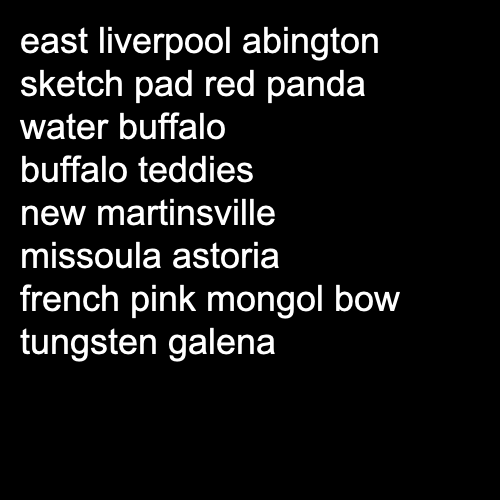 east liverpool abington
sketch pad red panda
water buffalo
buffalo teddies
new martinsville
missoula astoria
french pink mongol bow
tungsten galena